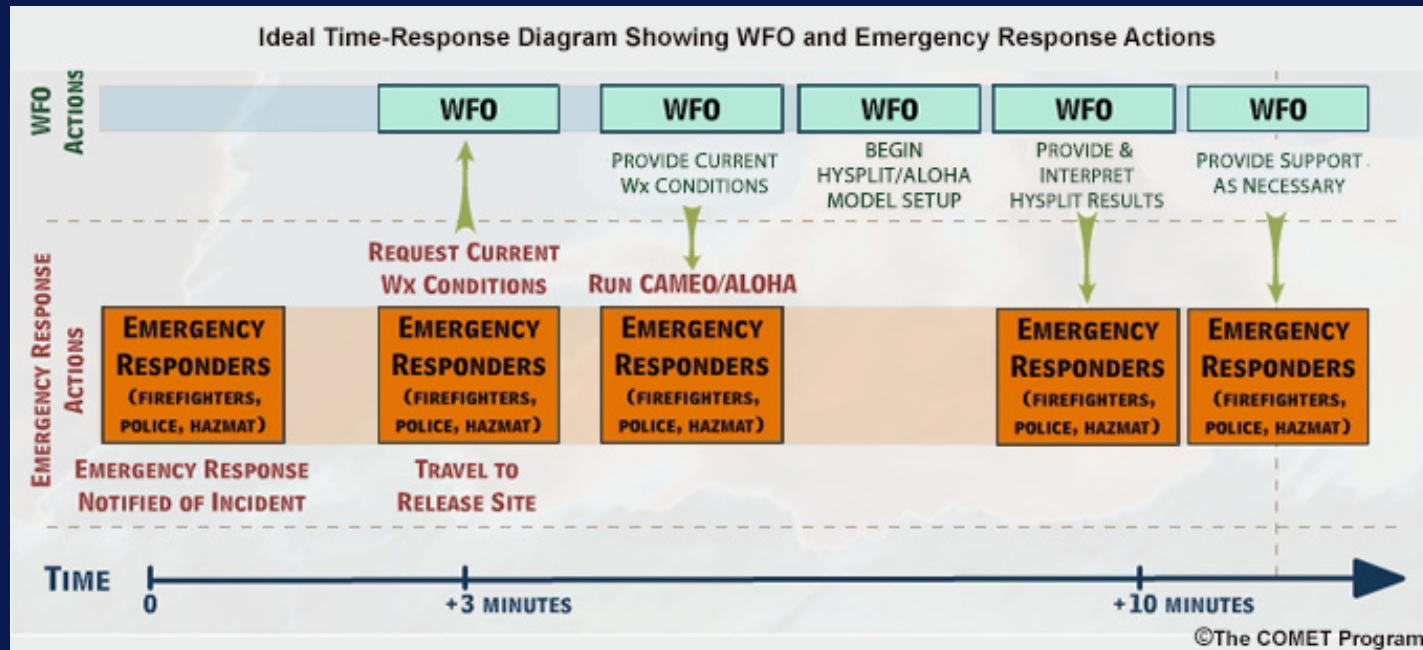 Ideal Time-Response Diagram Showing WFO and Emergency Response Actions
WFO
ACTIONS
WFO
WFO
PROVIDE CURRENT
WX CONDITIONS
WFO
BEGIN
HYSPLIT/ALOHA
MODEL SETUP
WFO
PROVIDE &
INTERPRET
HYSPLIT RESULTS
WFO
PROVIDE SUPPORT
AS NECESSARY
EMERGENCY RESPONSE
ACTIONS
REQUEST CURRENT
WX CONDITIONS
RUN CAMEO/ALOHA
EMERGENCY
RESPONDERS
(FIREFIGHTERS,
POLICE, HAZMAT)
EMERGENCY RESPONSE
NOTIFIED OF INCIDENT
EMERGENCY
RESPONDERS
(FIREFIGHTERS,
POLICE, HAZMAT)
TRAVEL TO
RELEASE SITE
EMERGENCY
RESPONDERS
(FIREFIGHTERS,
POLICE, HAZMAT)
EMERGENCY
RESPONDERS
(FIREFIGHTERS,
POLICE, HAZMAT)
EMERGENCY
RESPONDERS
(FIREFIGHTERS,
POLICE, HAZMAT)
TIME
0
+3 MINUTES
+10 MINUTES
©The COMET Program